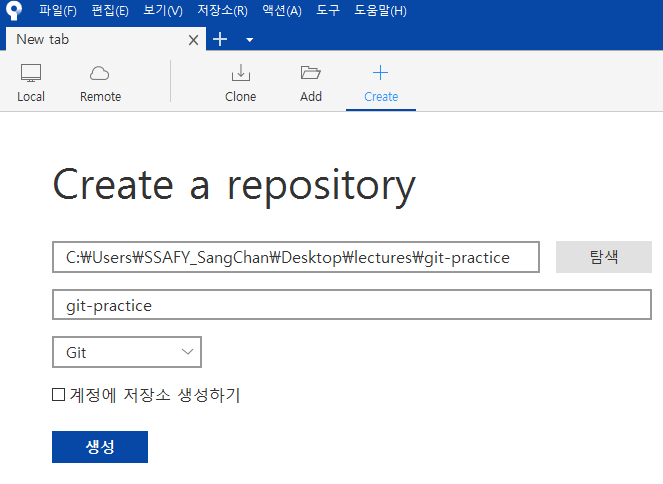 파일(F) 편집(E) 보기(V) 저장소(R) 액션(A) 도구 도움말(H)
New tab
Local Remote Clone Add Create
Create a repository
C:₩Users₩SSAFY_SangChan₩Desktop₩lectures₩git-practice 탐색
git-practice
Git
계정에 저장소 생성하기
생성